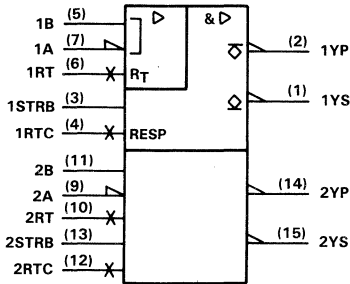 1B (5) ▷ & ▷
1A (7) (2) 1YP
1RT (6) RT
1STRB (3) (1) 1YS
1RTC (4) RESP
2B (11)
2A (9) (14) 2YP
2RT (10)
2STRB (13) (15) 2YS
2RTC (12)